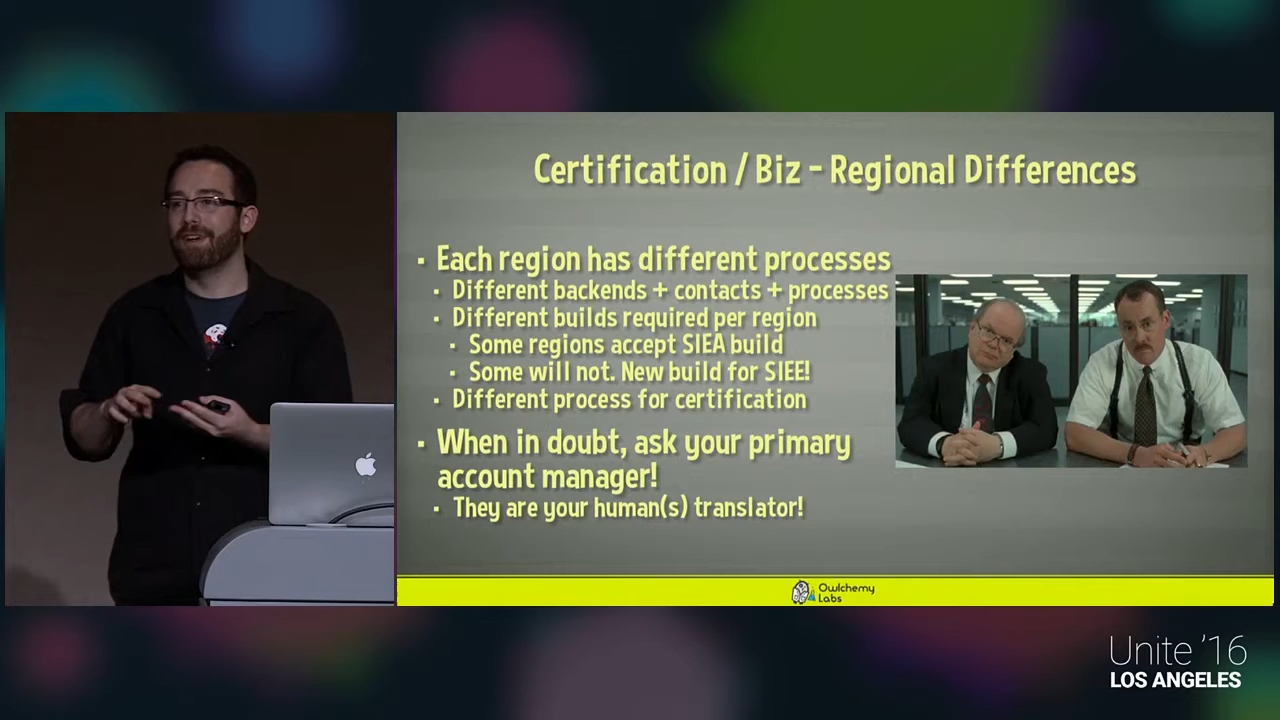 Certification / Biz - Regional Differences
Each region has different processes
Different backends + contacts + processes
Different builds required per region
Some regions accept SIEA build
Some will not. New build for SIEE!
Different process for certification
When in doubt, ask your primary
account manager!
They are your human(s) translator!
Owlchemy
Labs
Unite '16
LOS ANGELES